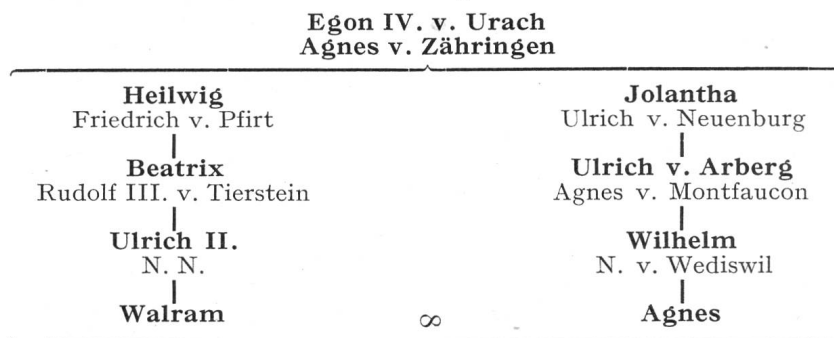 Egon IV. v. Urach
Agnes v. Zähringen
Heilwig Jolantha
Friedrich v. Pfirt Ulrich v. Neuenburg
Beatrix Ulrich v. Arberg
Rudolf III. v. Tierstein Agnes v. Montfaucon
Ulrich II. Wilhelm
N. N. N. v. Wediswil
Walram ∞ Agnes